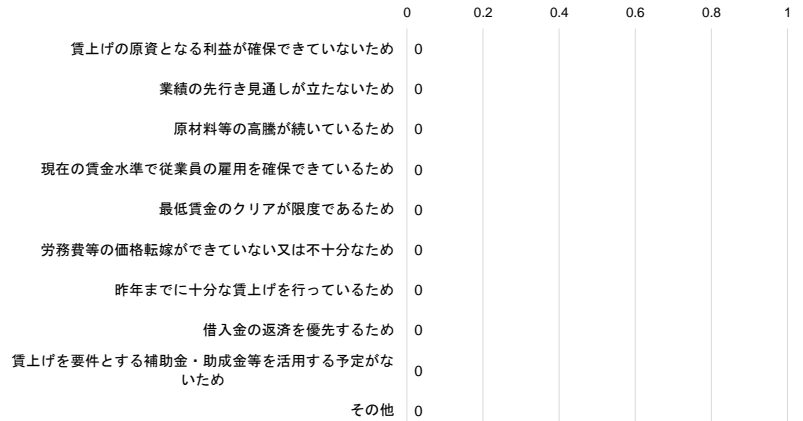 0 0.2 0.4 0.6 0.8 1
賃上げの原資となる利益が確保できていないため 0
業績の先行き見通しが立たないため 0
原材料等の高騰が続いているため 0
現在の賃金水準で従業員の雇用を確保できているため 0
最低賃金のクリアが限度であるため 0
労務費等の価格転嫁ができていない又は不十分なため 0
昨年までに十分な賃上げを行っているため 0
借入金の返済を優先するため 0
賃上げを要件とする補助金・助成金等を活用する予定がな
いため 0
その他 0